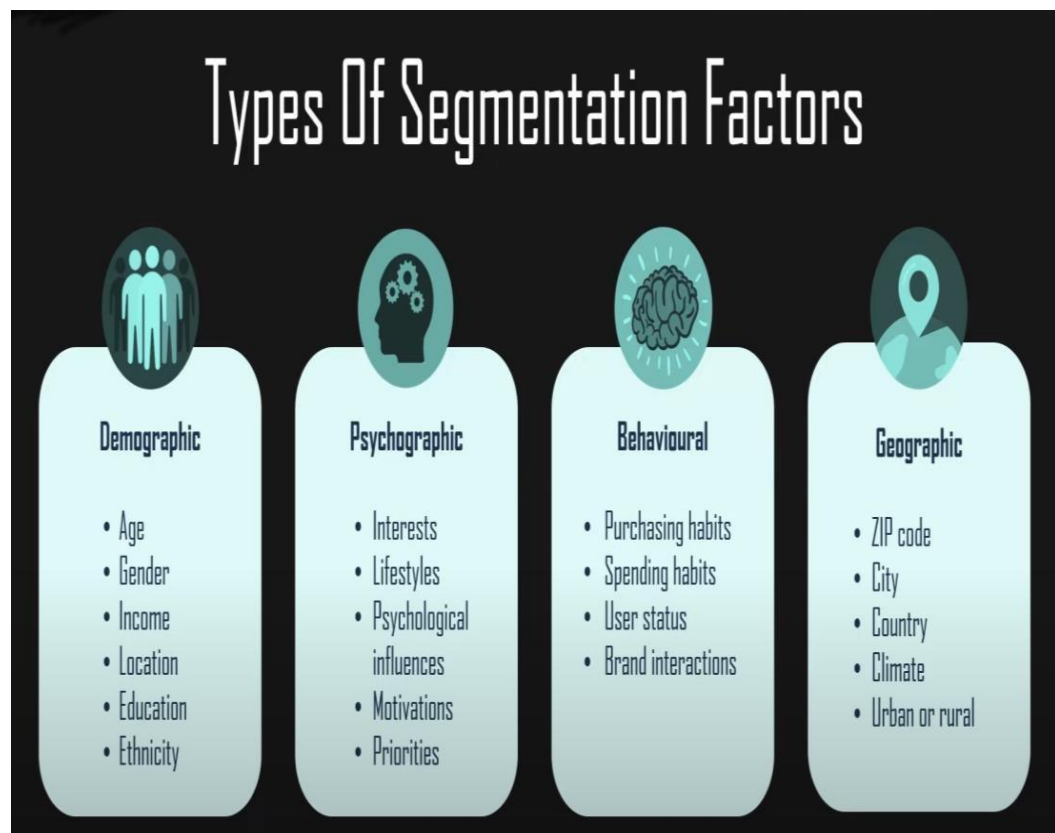 Types Of Segmentation Factors
Demographic
• Age
• Gender
• Income
• Location
• Education
• Ethnicity
Psychographic
• Interests
• Lifestyles
• Psychological
influences
• Motivations
• Priorities
Behavioural
• Purchasing habits
• Spending habits
• User status
• Brand interactions
Geographic
• ZIP code
• City
• Country
• Climate
• Urban or rural